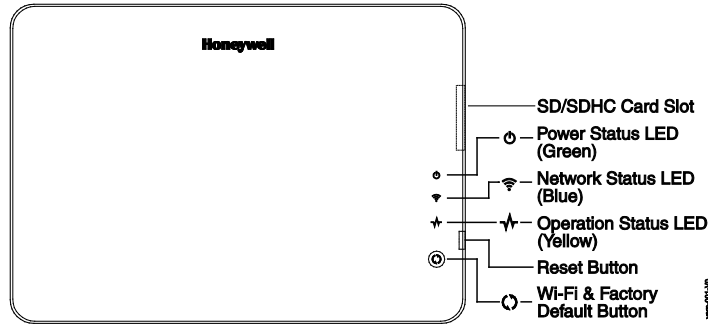 Honeywell
SD/SDHC Card Slot
Power Status LED
(Green)
Network Status LED
(Blue)
Operation Status LED
(Yellow)
Reset Button
Wi-Fi & Factory
Default Button